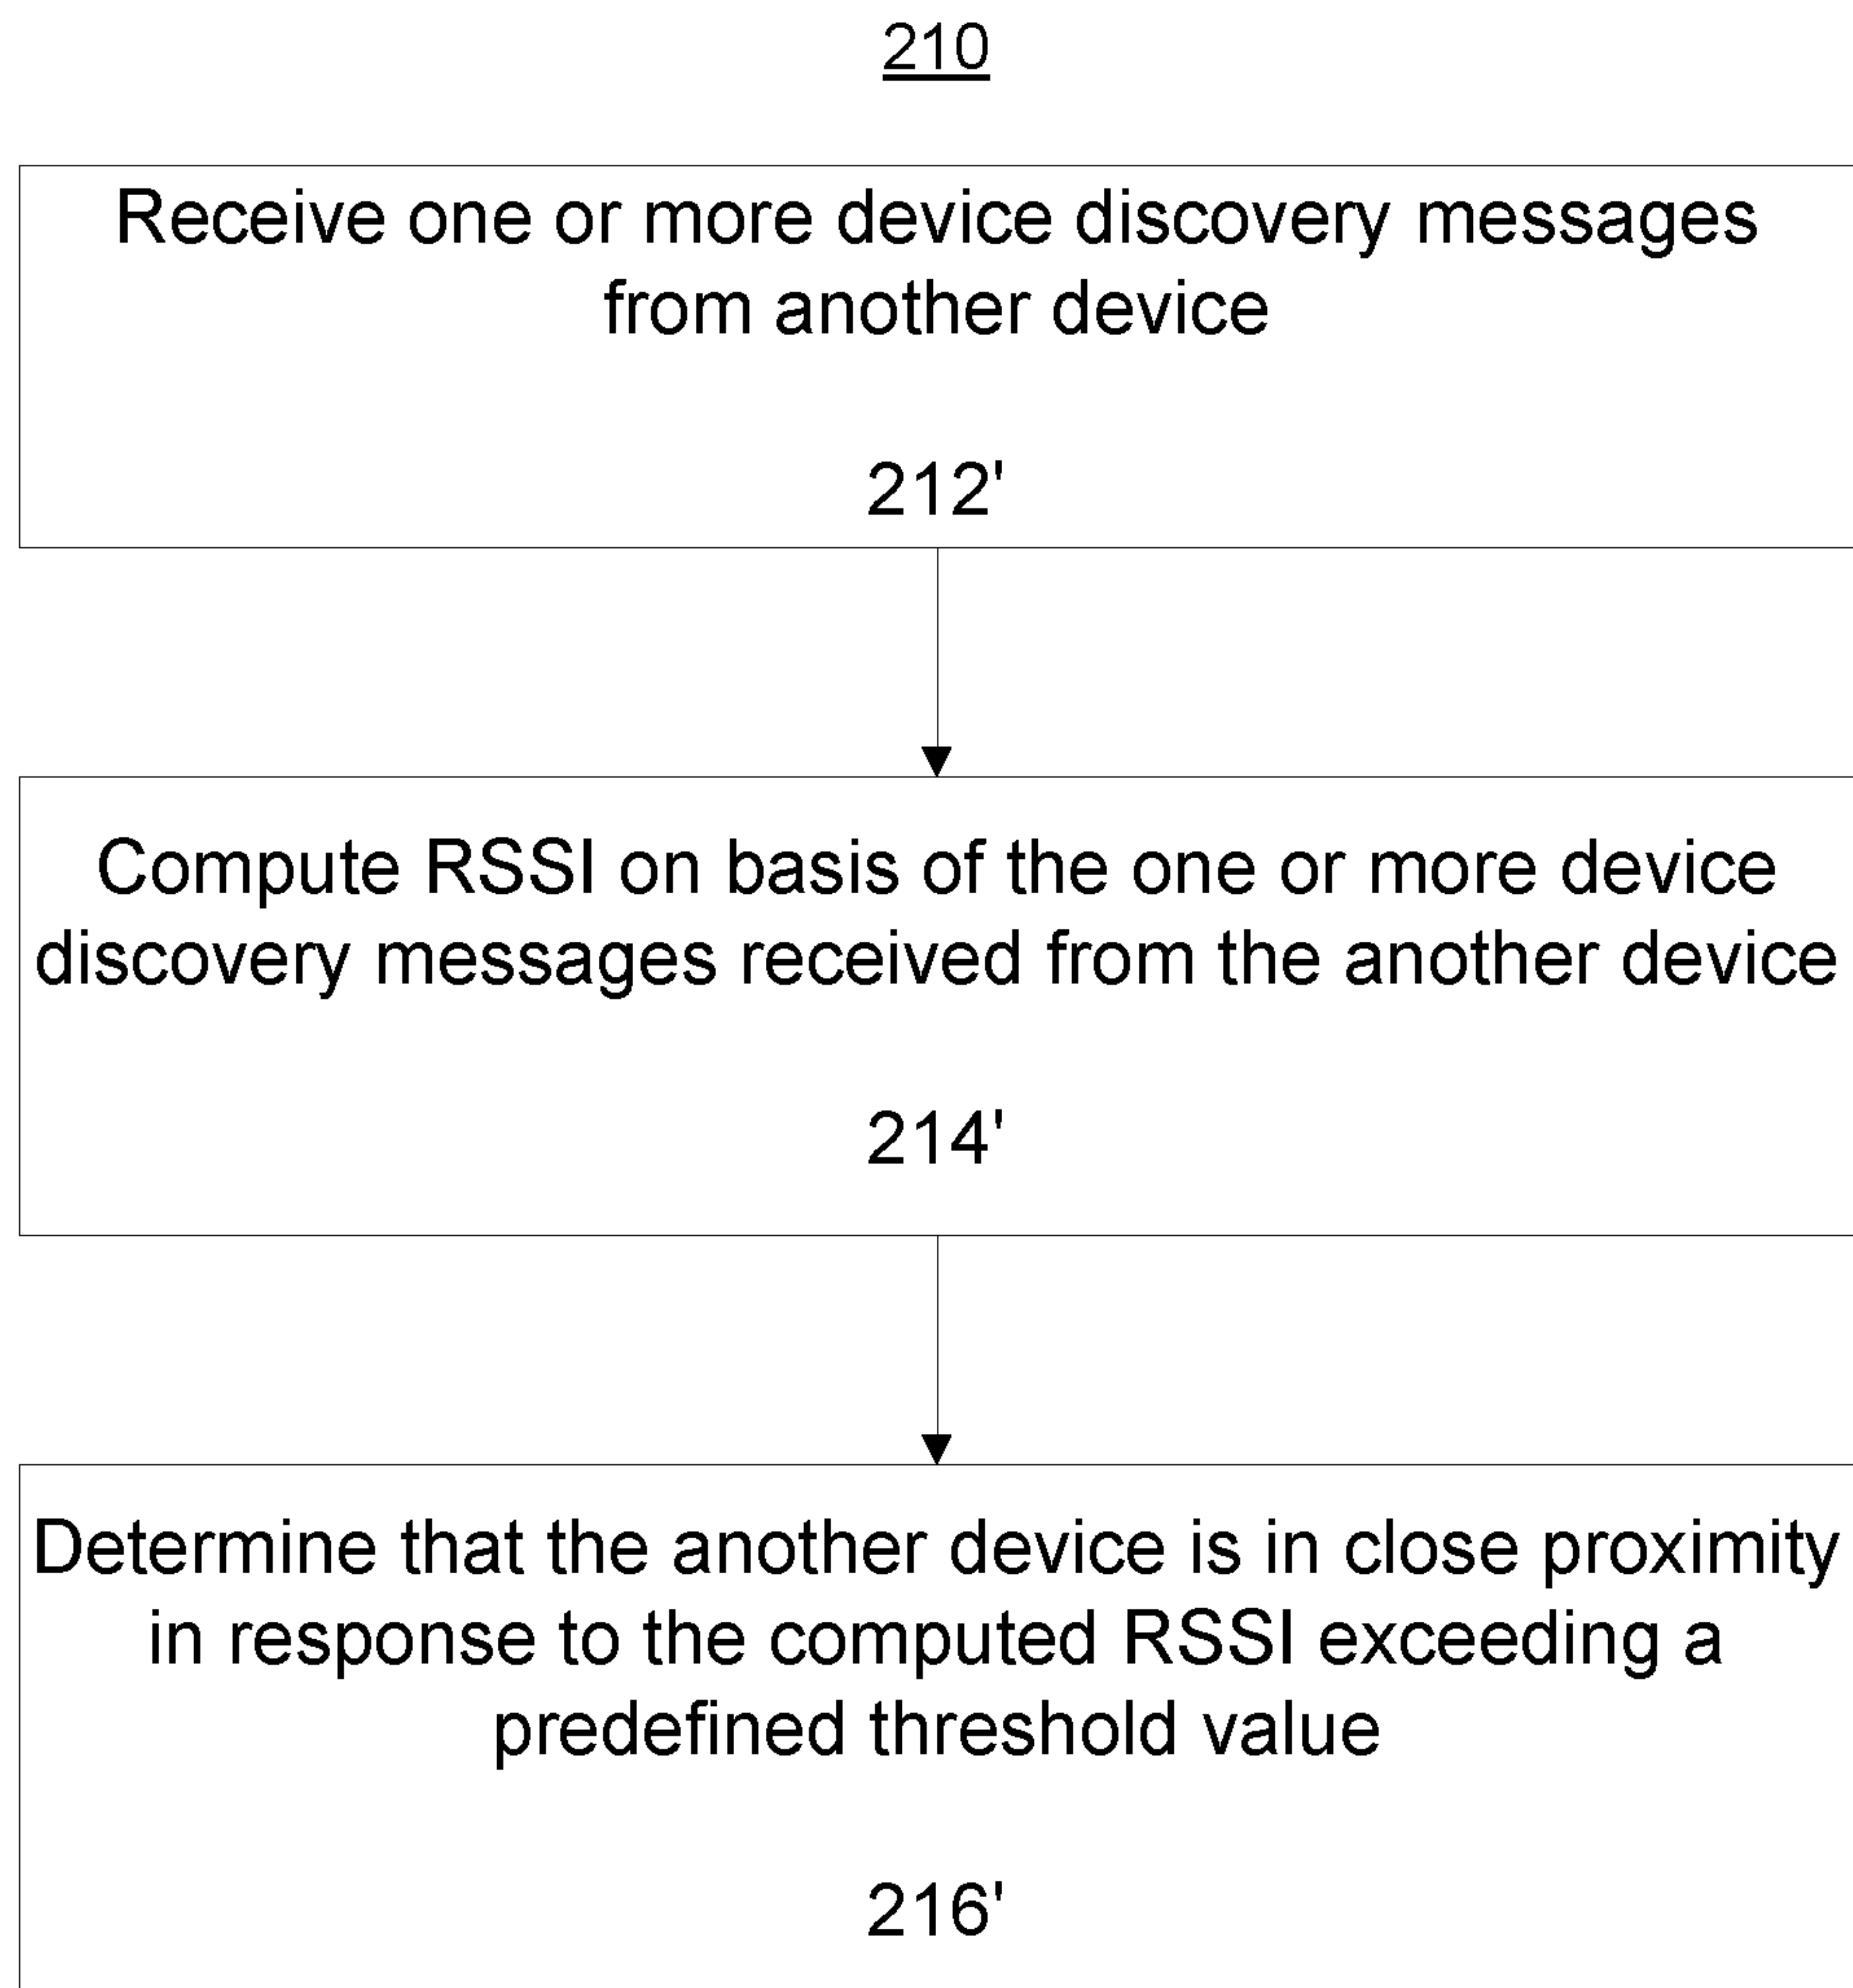 210
Receive one or more device discovery messages
from another device
212'
Compute RSSI on basis of the one or more device
discovery messages received from the another device
214'
Determine that the another device is in close proximity
in response to the computed RSSI exceeding a
predefined threshold value
216'